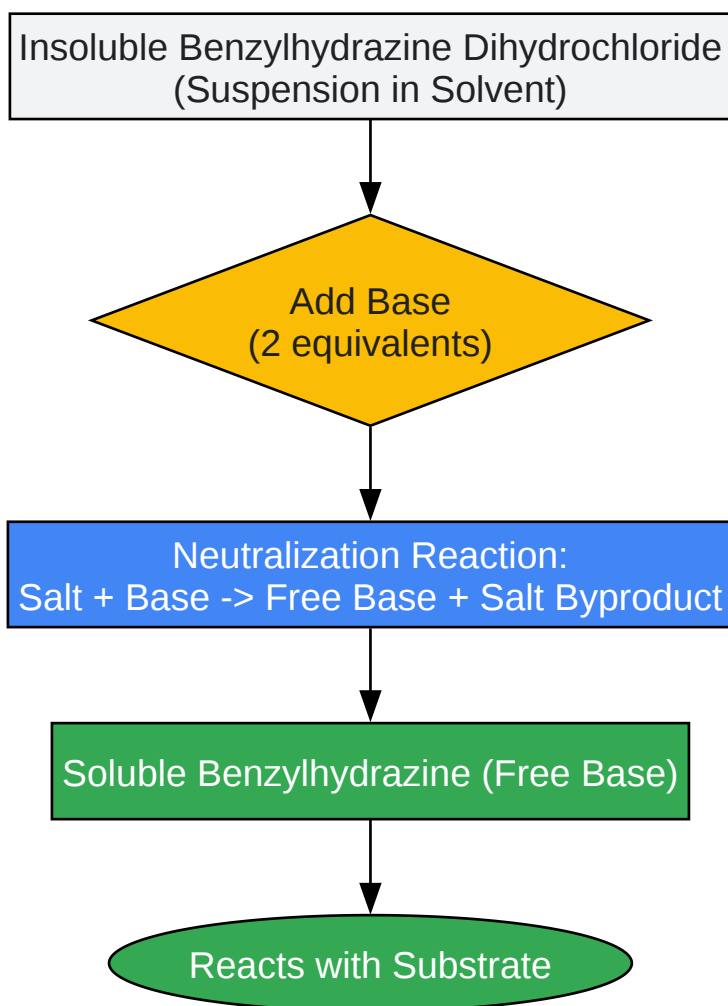 Insoluble Benzylhydrazine Dihydrochloride
(Suspension in Solvent)
Add Base
(2 equivalents)
Neutralization Reaction:
Salt + Base -> Free Base + Salt Byproduct
Soluble Benzylhydrazine (Free Base)
Reacts with Substrate